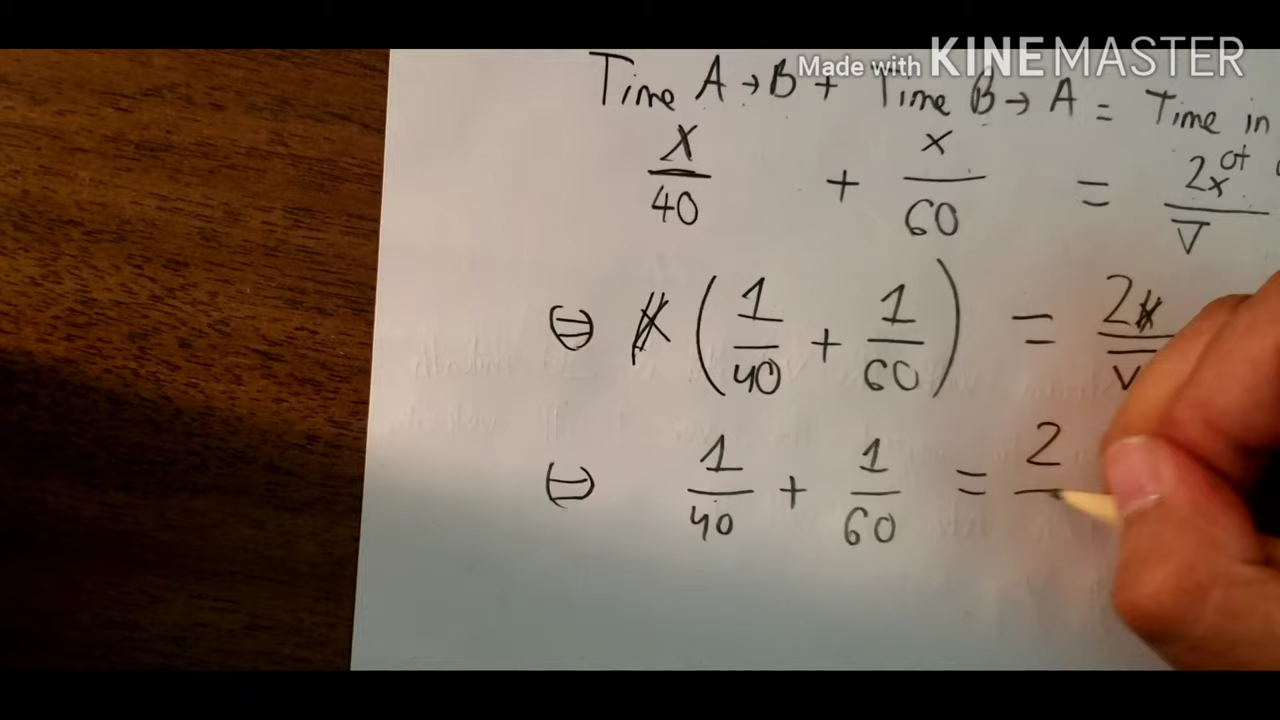 Made with KINEMASTER
Time A → B + Time B → A = Time in
x/40 + x/60 = 2x/V̅ of
⇔ x (1/40 + 1/60) = 2x/V
⇔ 1/40 + 1/60 = 2